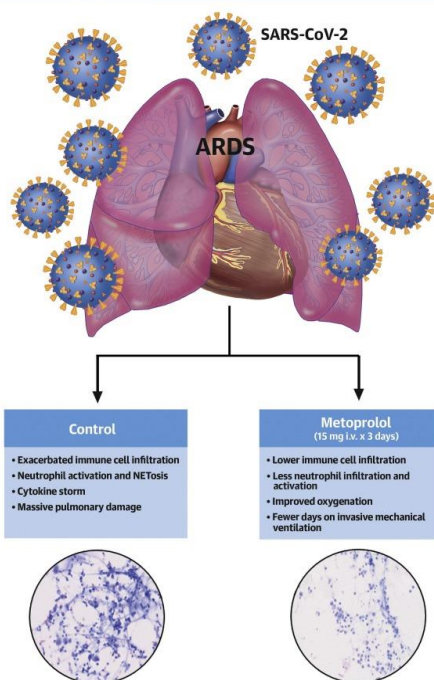 SARS-CoV-2
ARDS
Control
• Exacerbated immune cell infiltration
• Neutrophil activation and NETosis
• Cytokine storm
• Massive pulmonary damage
Metoprolol
(15 mg i.v. x 3 days)
• Lower immune cell infiltration
• Less neutrophil infiltration and
activation
• Improved oxygenation
• Fewer days on invasive mechanical
ventilation